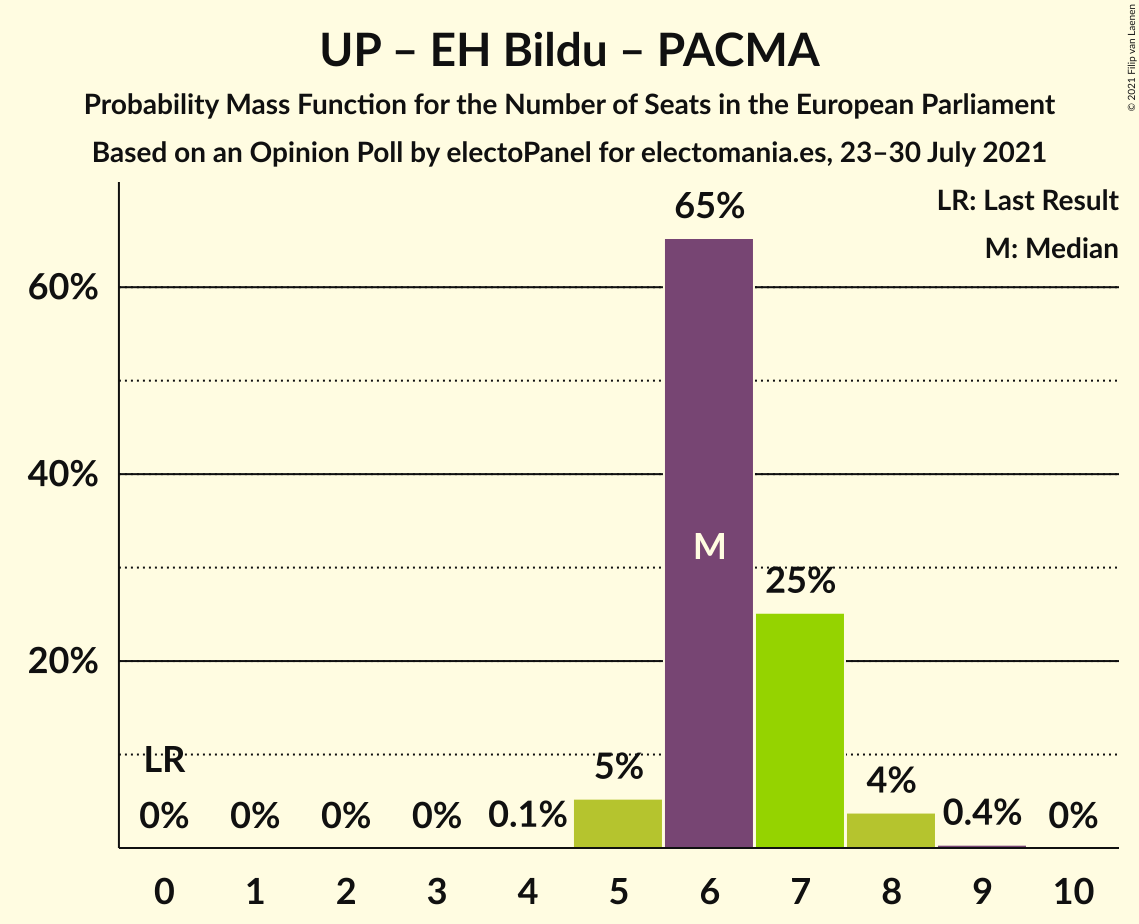 UP – EH Bildu – PACMA
Probability Mass Function for the Number of Seats in the European Parliament
Based on an Opinion Poll by electoPanel for electomania.es, 23–30 July 2021
© 2021 Filip van Laenen
LR: Last Result
M: Median
65%
60%
40%
M
25%
20%
LR
5%
4%
0% 0% 0% 0% 0.1% 0.4% 0%
0 1 2 3 4 5 6 7 8 9 10